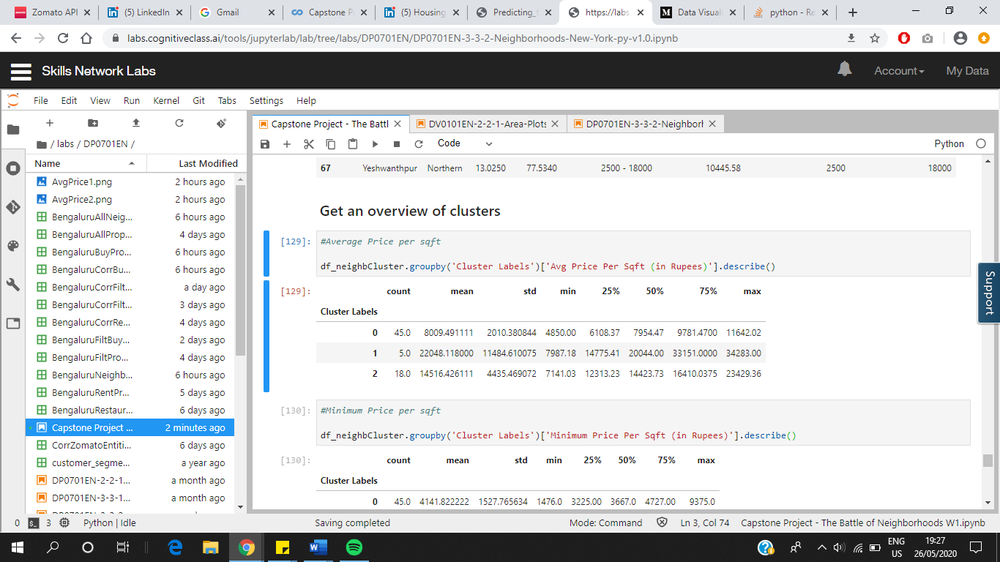 Zomato API
(5) LinkedIn
Gmail
Capstone P
(5) Housing
Predicting_
https://labs
Data Visuali
python - Re
labs.cognitiveclass.ai/tools/jupyterlab/lab/tree/labs/DP0701EN/DP0701EN-3-3-2-Neighborhoods-New-York-py-v1.0.ipynb
Skills Network Labs
Account
My Data
File Edit View Run Kernel Git Tabs Settings Help
Capstone Project - The Battl
DV0101EN-2-2-1-Area-Plots
DP0701EN-3-3-2-Neighborh
/ labs / DP0701EN /
Code
Python
Name Last Modified
AvgPrice1.png 2 hours ago
AvgPrice2.png 2 hours ago
BengaluruAllNeig... 6 hours ago
BengaluruAllProp... 4 days ago
BengaluruBuyPro... 6 hours ago
BengaluruCorrBu... 6 hours ago
BengaluruCorrFilt... a day ago
BengaluruCorrFilt... 3 days ago
BengaluruCorrRe... 4 days ago
BengaluruFiltBuy... 2 days ago
BengaluruFiltPro... 4 days ago
BengaluruNeighb... 6 hours ago
BengaluruRentPr... 5 days ago
BengaluruRestaur... 6 days ago
Capstone Project ... 2 minutes ago
CorrZomatoEntiti... 6 days ago
customer_segme... a year ago
DP0701EN-2-2-1... a month ago
DP0701EN-3-3-1... a month ago
67 Yeshwanthpur Northern 13.0250 77.5340 2500 - 18000 10445.58 2500 18000
Get an overview of clusters
[129]: #Average Price per sqft
df_neighbCluster.groupby('Cluster Labels')['Avg Price Per Sqft (in Rupees)'].describe()
[129]: count mean std min 25% 50% 75% max
Cluster Labels
0 45.0 8009.491111 2010.380844 4850.00 6108.37 7954.47 9781.4700 11642.02
1 5.0 22048.118000 11484.610075 7987.18 14775.41 20044.00 33151.0000 34283.00
2 18.0 14516.426111 4435.469072 7141.03 12313.23 14423.73 16410.0375 23429.36
[130]: #Minimum Price per sqft
df_neighbCluster.groupby('Cluster Labels')['Minimum Price Per Sqft (in Rupees)'].describe()
[130]: count mean std min 25% 50% 75% max
Cluster Labels
0 45.0 4141.822222 1527.765634 1476.0 3225.00 3667.0 4727.00 9375.0
Support
0 3 Python | Idle
Saving completed
Mode: Command
Ln 3, Col 74
Capstone Project - The Battle of Neighborhoods W1.ipynb
ENG
US
19:27
26/05/2020